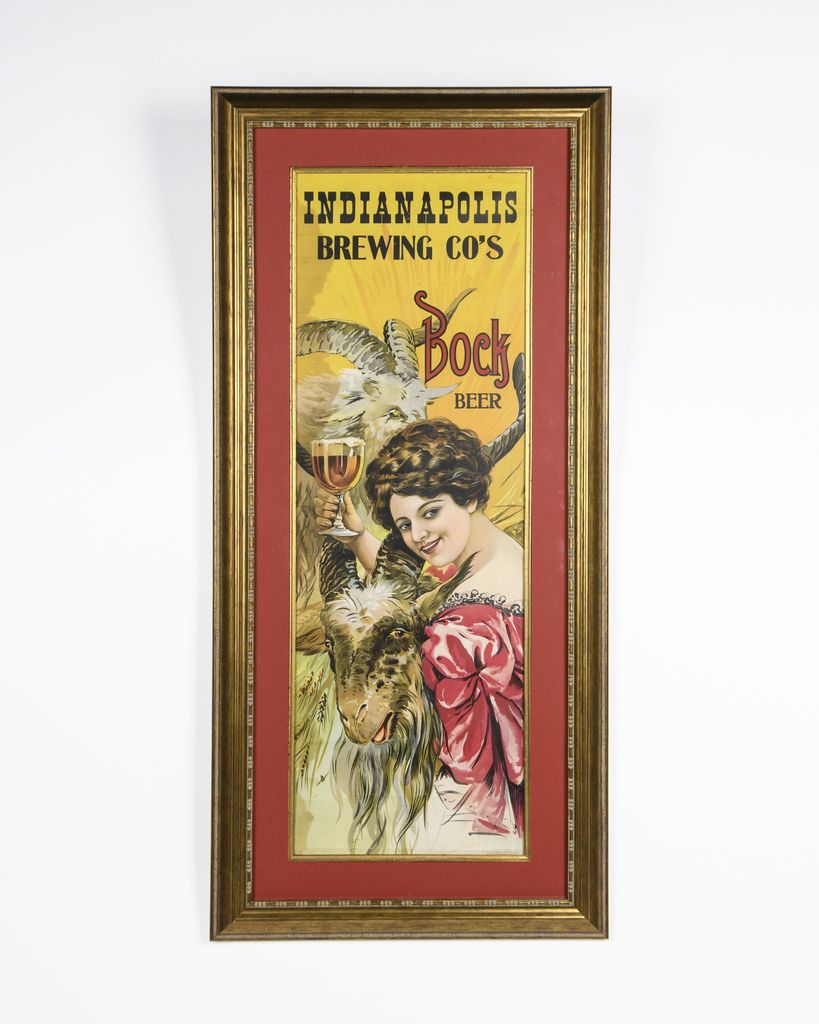 INDIANAPOLIS
BREWING CO'S
Bock
BEER